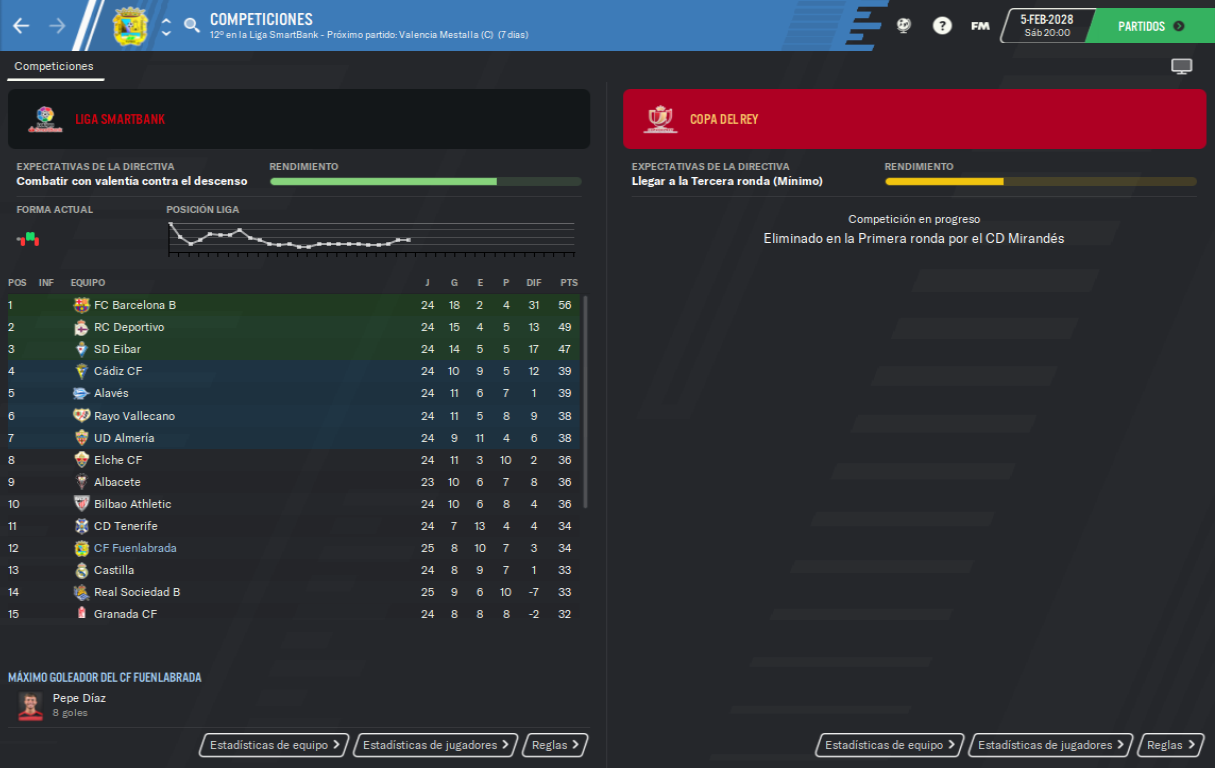 COMPETICIONES
12º en la Liga SmartBank - Próximo partido: Valencia Mestalla (C) (7 días)
?
FM
5-FEB-2028
Sáb 20:00
PARTIDOS
Competiciones
LIGA SMARTBANK
EXPECTATIVAS DE LA DIRECTIVA
RENDIMIENTO
Combatir con valentía contra el descenso
FORMA ACTUAL
POSICIÓN LIGA
POS INF EQUIPO J G E P DIF PTS
1 FC Barcelona B 24 18 2 4 31 56
2 RC Deportivo 24 15 4 5 13 49
3 SD Eibar 24 14 5 5 17 47
4 Cádiz CF 24 10 9 5 12 39
5 Alavés 24 11 6 7 1 39
6 Rayo Vallecano 24 11 5 8 9 38
7 UD Almería 24 9 11 4 6 38
8 Elche CF 24 11 3 10 2 36
9 Albacete 23 10 6 7 8 36
10 Bilbao Athletic 24 10 6 8 4 36
11 CD Tenerife 24 7 13 4 4 34
12 CF Fuenlabrada 25 8 10 7 3 34
13 Castilla 24 8 9 7 1 33
14 Real Sociedad B 25 9 6 10 -7 33
15 Granada CF 24 8 8 8 -2 32
MÁXIMO GOLEADOR DEL CF FUENLABRADA
Pepe Díaz
8 goles
Estadísticas de equipo
Estadísticas de jugadores
Reglas
COPA DEL REY
EXPECTATIVAS DE LA DIRECTIVA
RENDIMIENTO
Llegar a la Tercera ronda (Mínimo)
Competición en progreso
Eliminado en la Primera ronda por el CD Mirandés
Estadísticas de equipo
Estadísticas de jugadores
Reglas